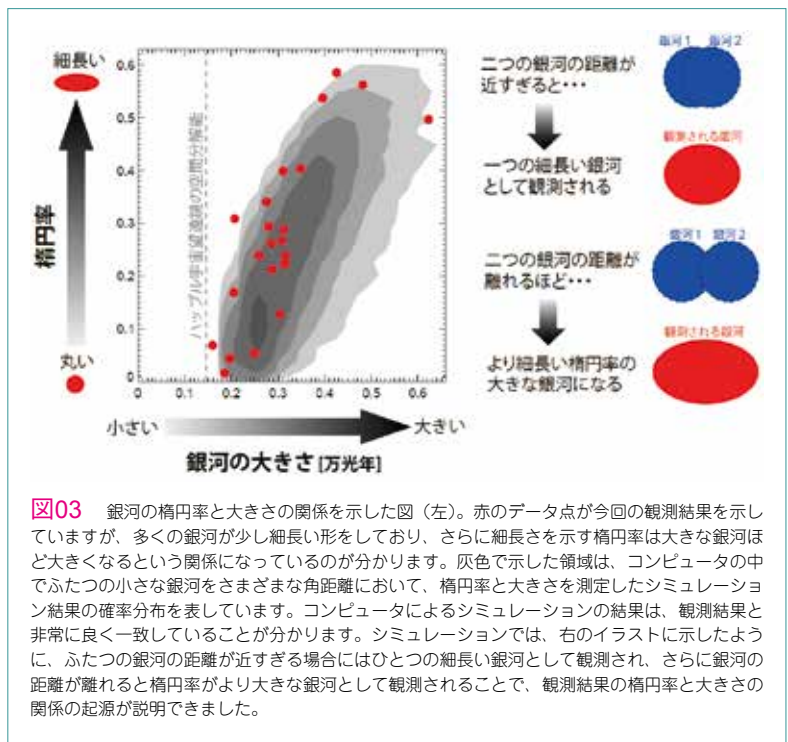 細長い
楕円率
丸い
0.6
0.5
0.4
0.3
0.2
0.1
0
0 0.1 0.2 0.3 0.4 0.5 0.6
ハッブル宇宙望遠鏡の空間分解能
小さい 大きい
銀河の大きさ [万光年]
二つの銀河の距離が
近すぎると・・・
一つの細長い銀河
として観測される
二つの銀河の距離が
離れるほど・・・
より細長い楕円率の
大きな銀河になる
銀河1 銀河2
観測される銀河
銀河1 銀河2
観測される銀河
図03 銀河の楕円率と大きさの関係を示した図（左）。赤のデータ点が今回の観測結果を示し
ていますが、多くの銀河が少し細長い形をしており、さらに細長さを示す楕円率は大きな銀河ほ
ど大きくなるという関係になっているのが分かります。灰色で示した領域は、コンピュータの中
でふたつの小さな銀河をさまざまな角距離において、楕円率と大きさを測定したシミュレーショ
ン結果の確率分布を表しています。コンピュータによるシミュレーションの結果は、観測結果と
非常に良く一致していることが分かります。シミュレーションでは、右のイラストに示したよう
に、ふたつの銀河の距離が近すぎる場合にはひとつの細長い銀河として観測され、さらに銀河の
距離が離れると楕円率がより大きな銀河として観測されることで、観測結果の楕円率と大きさの
関係の起源が説明できました。